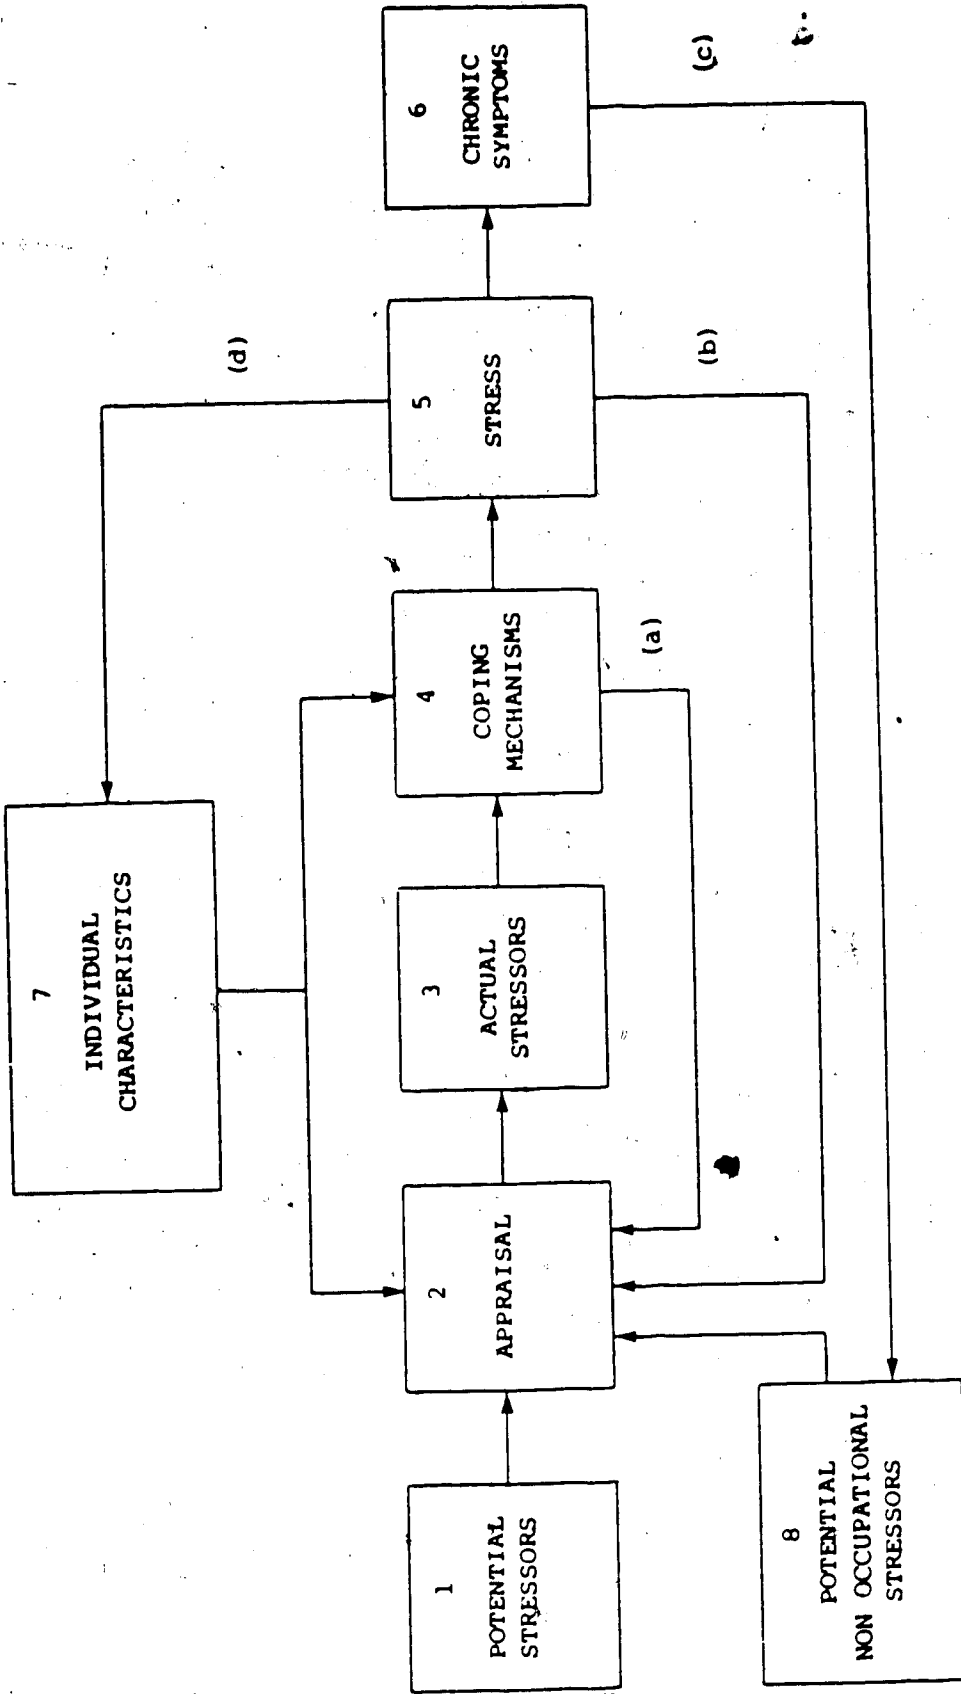 7
INDIVIDUAL
CHARACTERISTICS
(d)
1
POTENTIAL
STRESSORS
2
APPRAISAL
3
ACTUAL
STRESSORS
4
COPING
MECHANISMS
5
STRESS
6
CHRONIC
SYMPTOMS
(a)
(b)
(c)
8
POTENTIAL
NON OCCUPATIONAL
STRESSORS